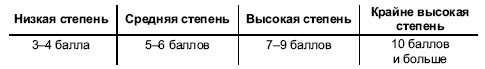 Низкая степень Средняя степень Высокая степень Крайне высокая
степень
3–4 балла 5–6 баллов 7–9 баллов 10 баллов
и больше